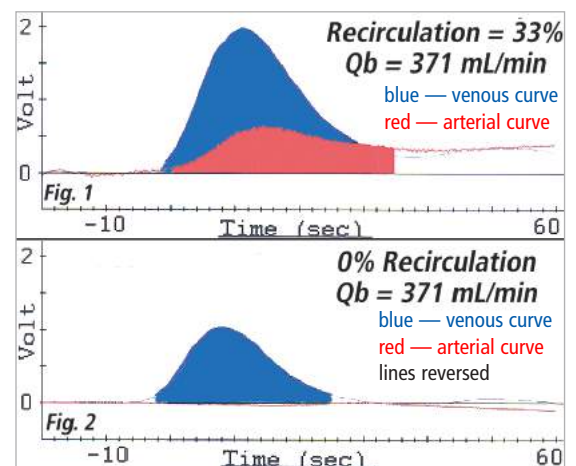 2
Recirculation = 33%
Qb = 371 mL/min
blue — venous curve
red — arterial curve
Volt
0
Fig. 1
-10
Time (sec)
60
2
0% Recirculation
Qb = 371 mL/min
blue — venous curve
red — arterial curve
lines reversed
Volt
0
Fig. 2
-10
Time (sec)
60